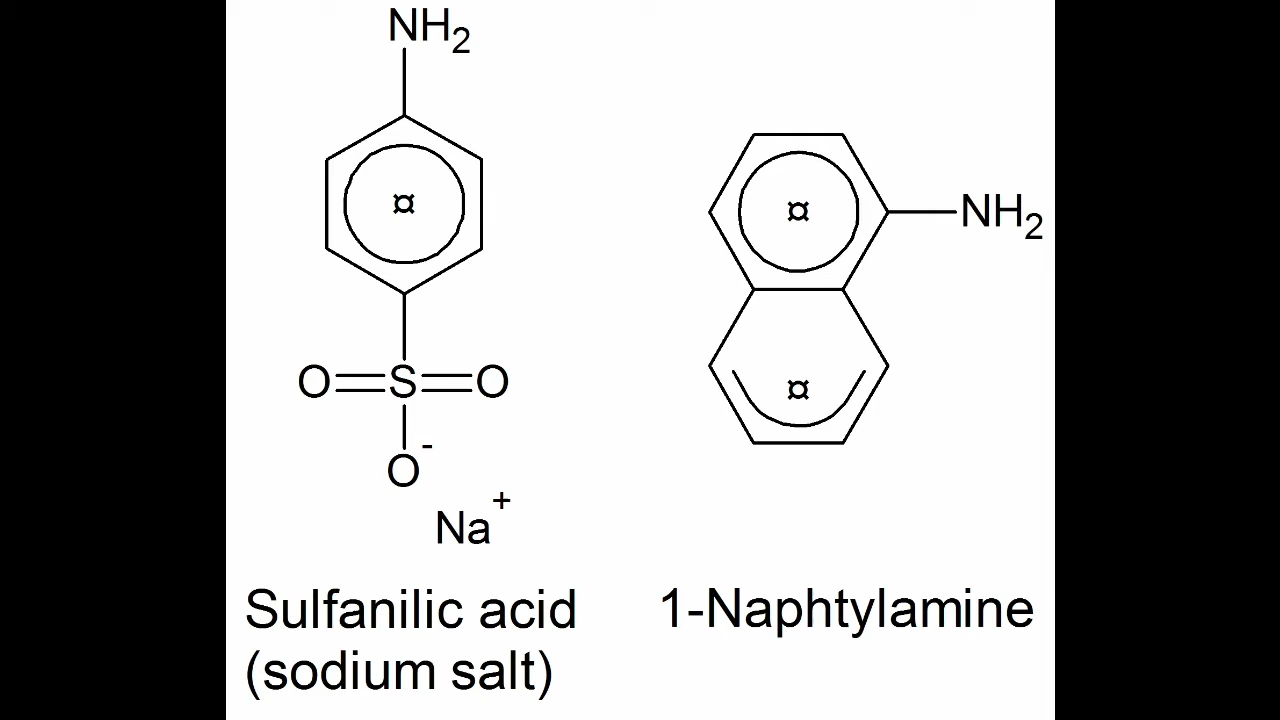 NH₂
¤
¤
NH₂
O=S=O
¤
O⁻
Na⁺
Sulfanilic acid
(sodium salt)
1-Naphtylamine